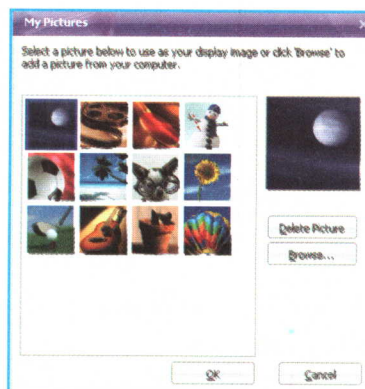 My Pictures
Select a picture below to use as your display image or click 'Browse' to
add a picture from your computer.
Delete Picture
Browse...
OK
Cancel